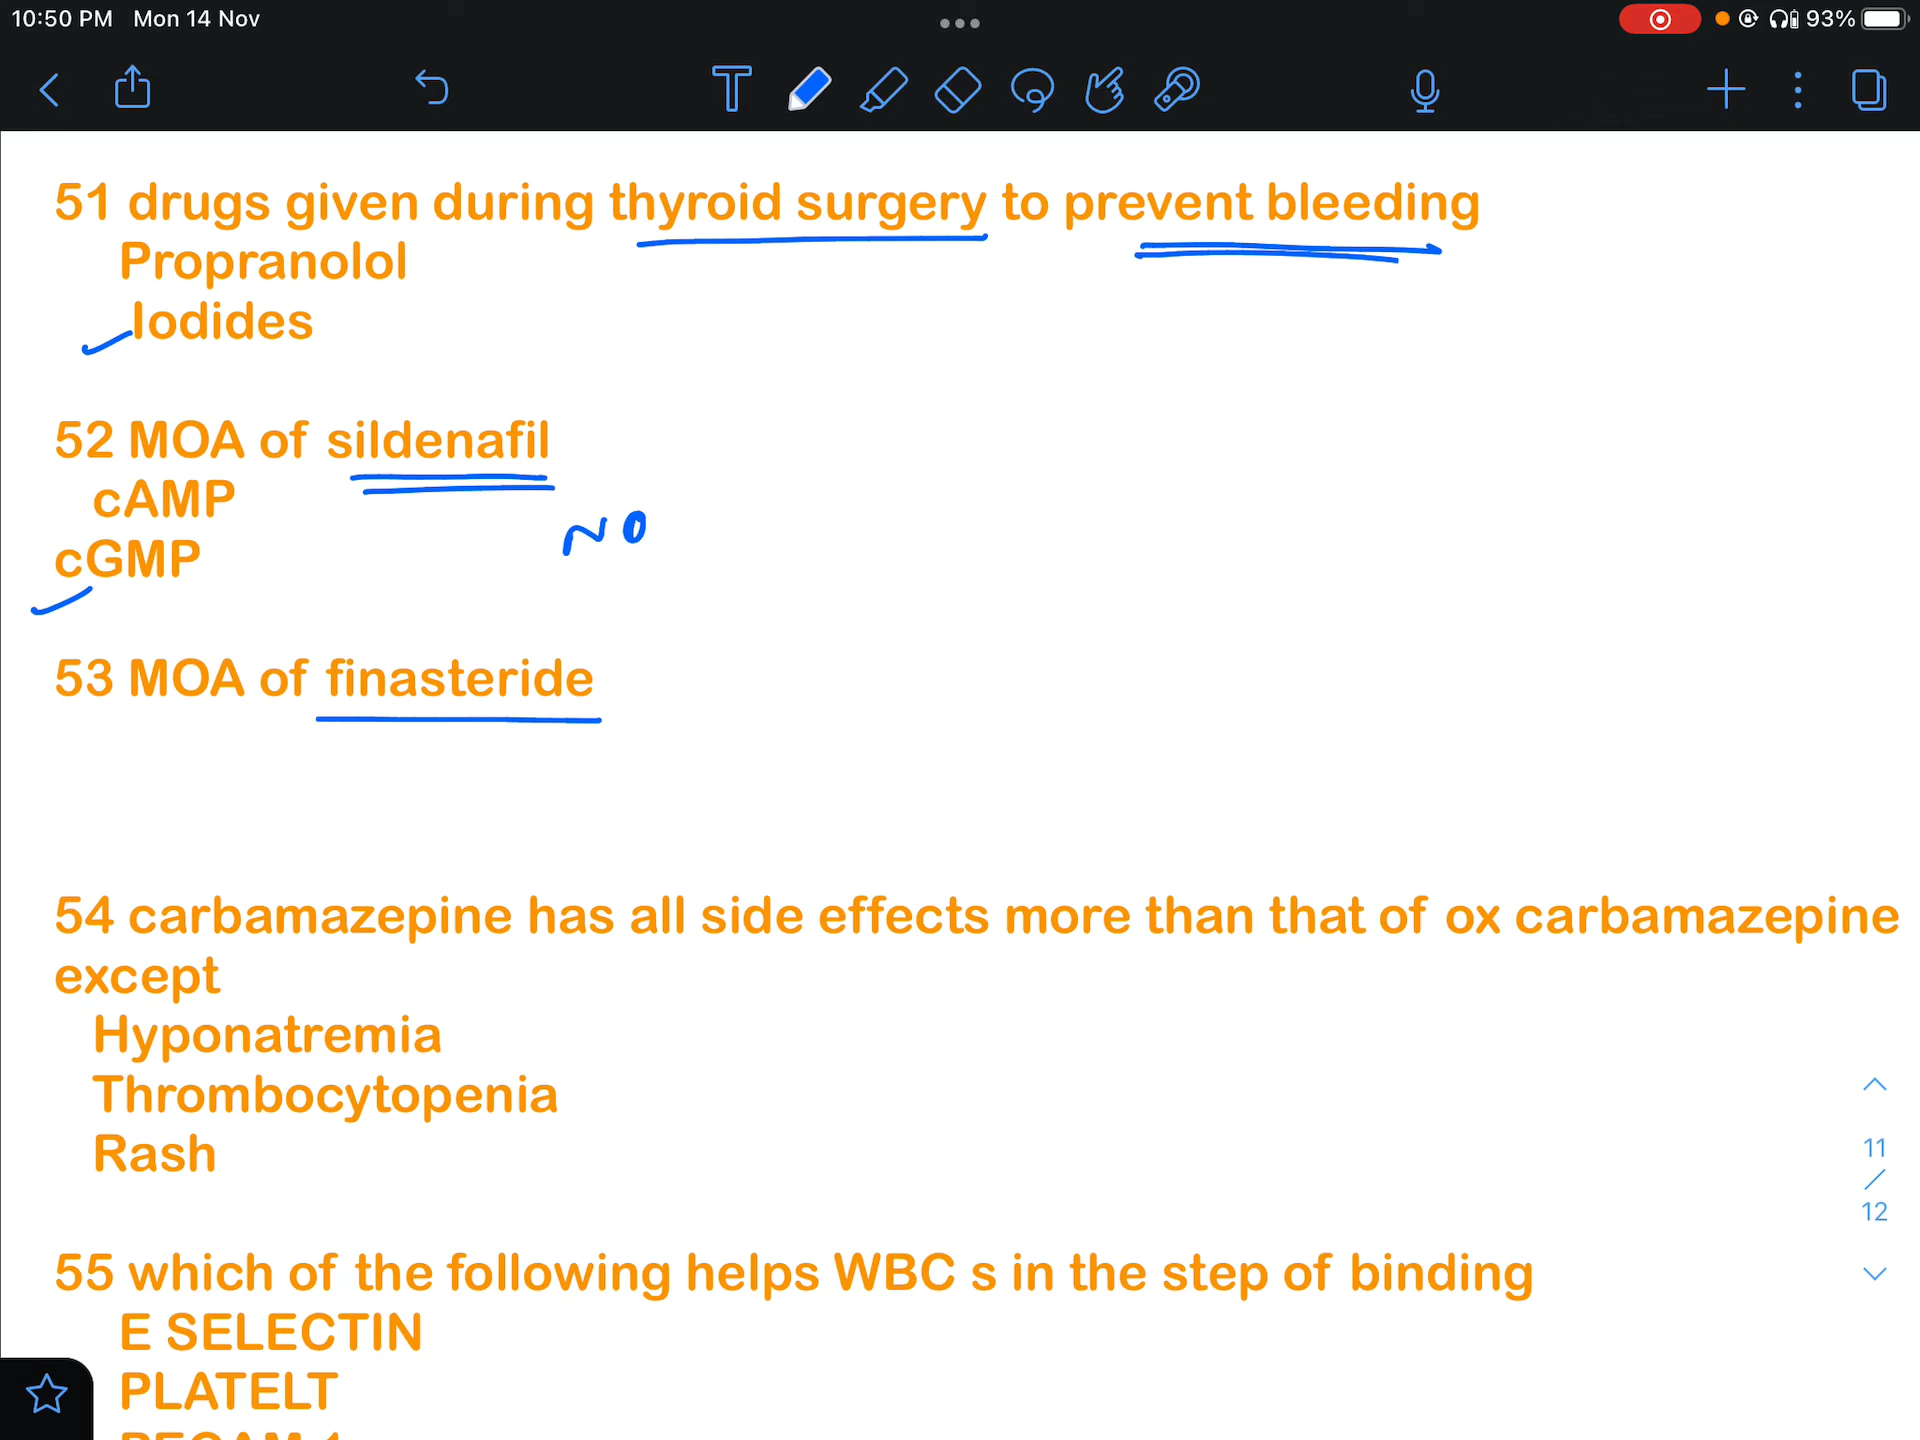 10:50 PM Mon 14 Nov
93%
T
51 drugs given during thyroid surgery to prevent bleeding
Propranolol
Iodides
52 MOA of sildenafil
cAMP
NO
cGMP
53 MOA of finasteride
54 carbamazepine has all side effects more than that of ox carbamazepine
except
Hyponatremia
Thrombocytopenia
Rash
11
/
12
55 which of the following helps WBC s in the step of binding
E SELECTIN
PLATELT